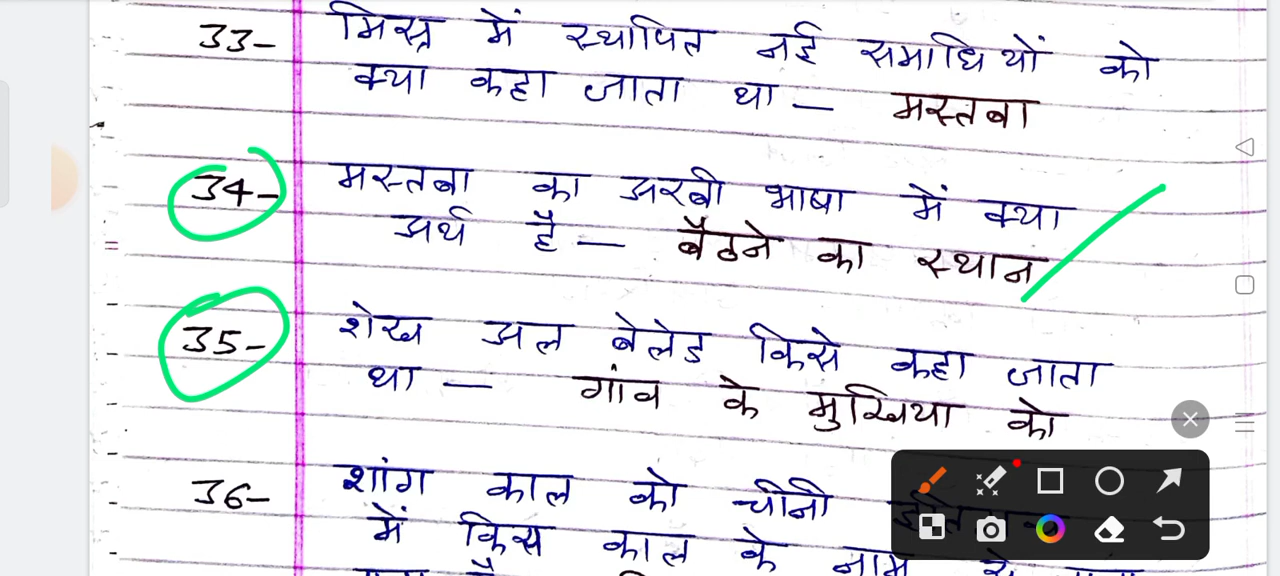 33- मिस्र में स्थापित नई समाधियों को
क्या कहा जाता था — मस्तबा
34- मस्तबा का अरबी भाषा में क्या
अर्थ है — बैठने का स्थान
35- शेख अल बेलेड किसे कहा जाता
था — गांव के मुखिया को
36- शांग काल को चीनी
में किस काल के नाम से